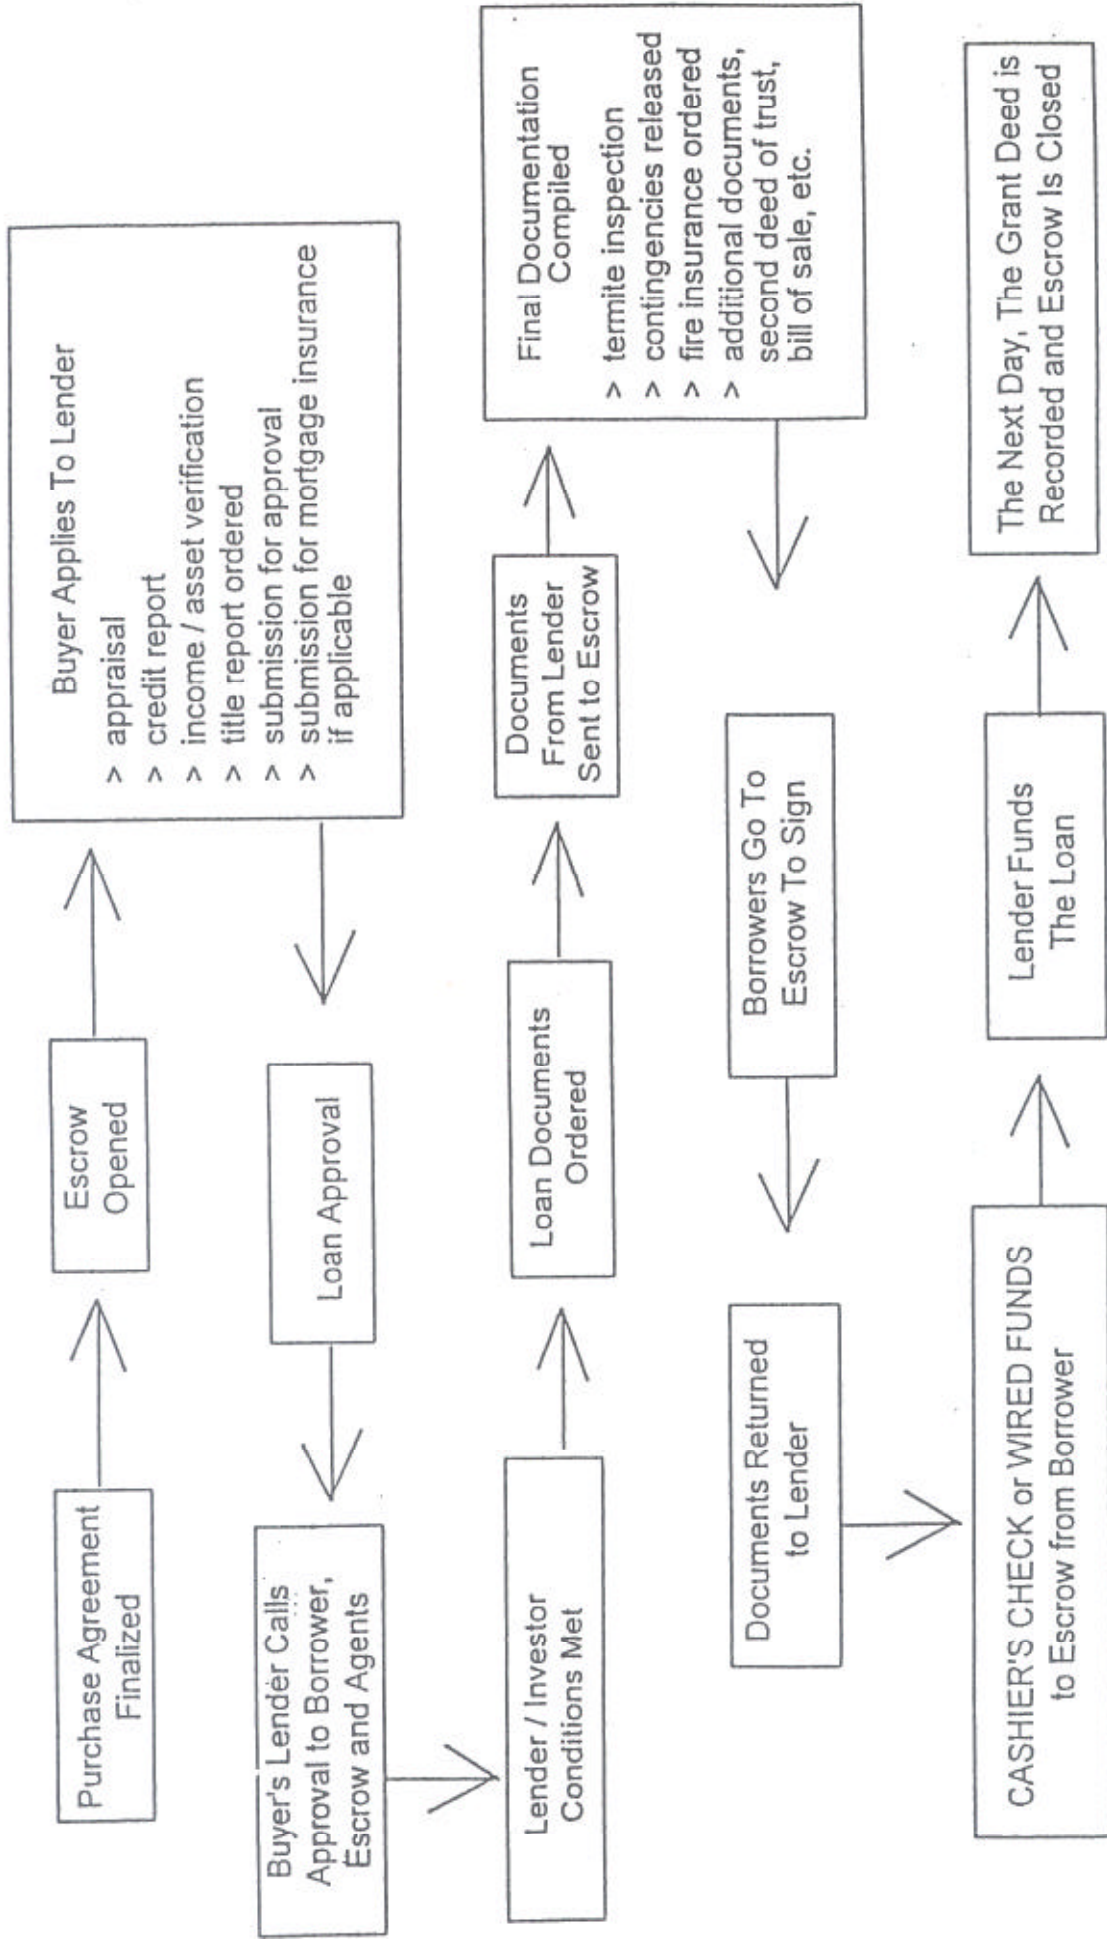 Purchase Agreement
Finalized
Escrow
Opened
Buyer Applies To Lender
> appraisal
> credit report
> income / asset verification
> title report ordered
> submission for approval
> submission for mortgage insurance
if applicable
Loan Approval
Buyer's Lender Calls
Approval to Borrower,
Escrow and Agents
Lender / Investor
Conditions Met
Loan Documents
Ordered
Documents
From Lender
Sent to Escrow
Final Documentation
Compiled
> termite inspection
> contingencies released
> fire insurance ordered
> additional documents,
second deed of trust,
bill of sale, etc.
Borrowers Go To
Escrow To Sign
Documents Returned
to Lender
CASHIER'S CHECK or WIRED FUNDS
to Escrow from Borrower
Lender Funds
The Loan
The Next Day, The Grant Deed is
Recorded and Escrow Is Closed